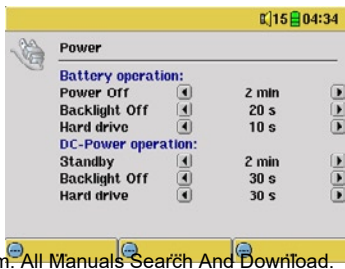 15 04:34
Power
Battery operation:
Power Off 2 min
Backlight Off 20 s
Hard drive 10 s
DC-Power operation:
Standby 2 min
Backlight Off 30 s
Hard drive 30 s
... ... ...
m. All Manuals Search And Download.